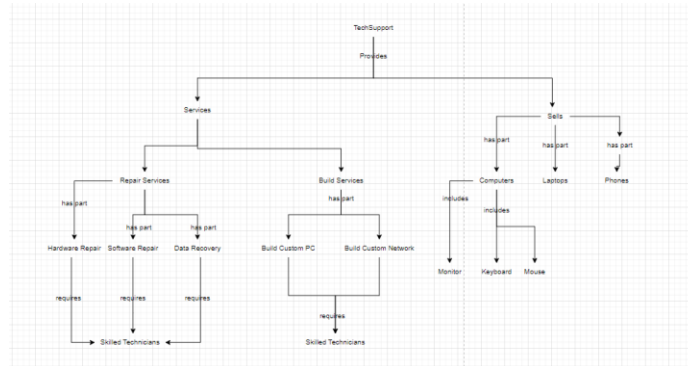 TechSupport
Provides
Services
Sells
has part
has part
has part
Repair Services
Build Services
Computers
Laptops
Phones
has part
has part
includes
includes
has part
has part
Hardware Repair
Software Repair
Data Recovery
Build Custom PC
Build Custom Network
Monitor
Keyboard
Mouse
requires
requires
requires
requires
Skilled Technicians
Skilled Technicians